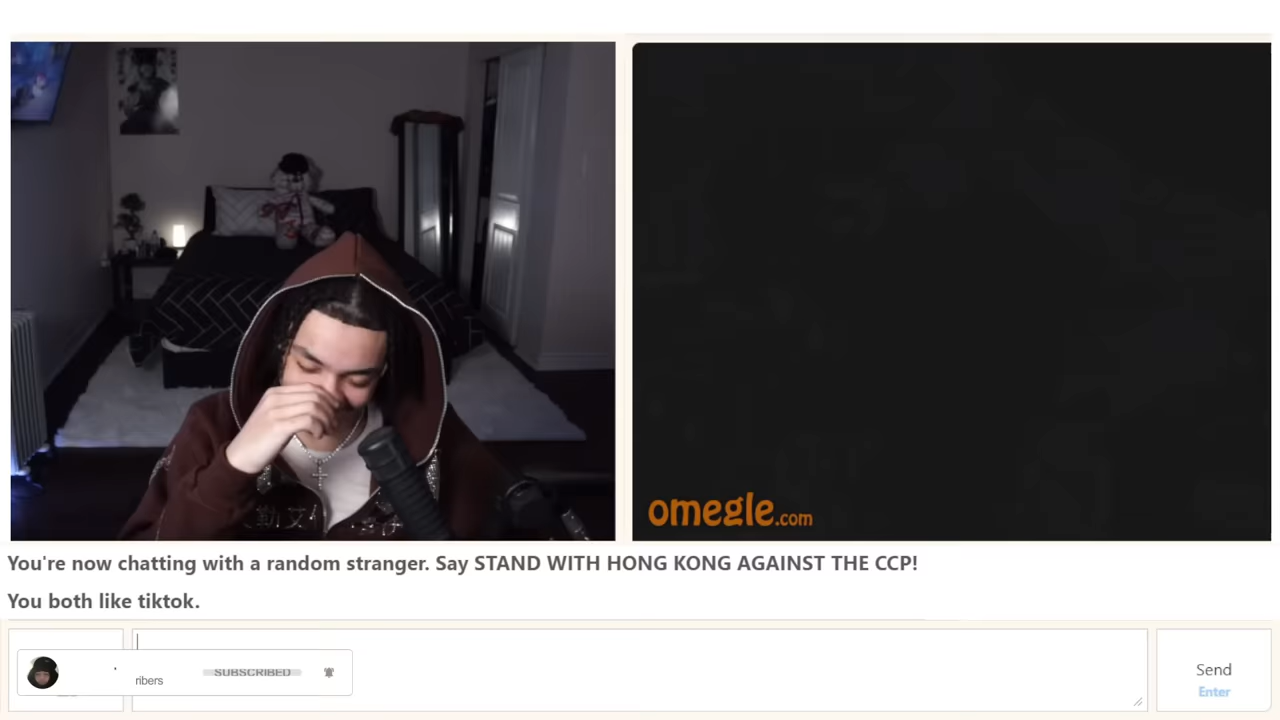 omegle.com
You're now chatting with a random stranger. Say STAND WITH HONG KONG AGAINST THE CCP!
You both like tiktok.
ribers
SUBSCRIBED
Send
Enter